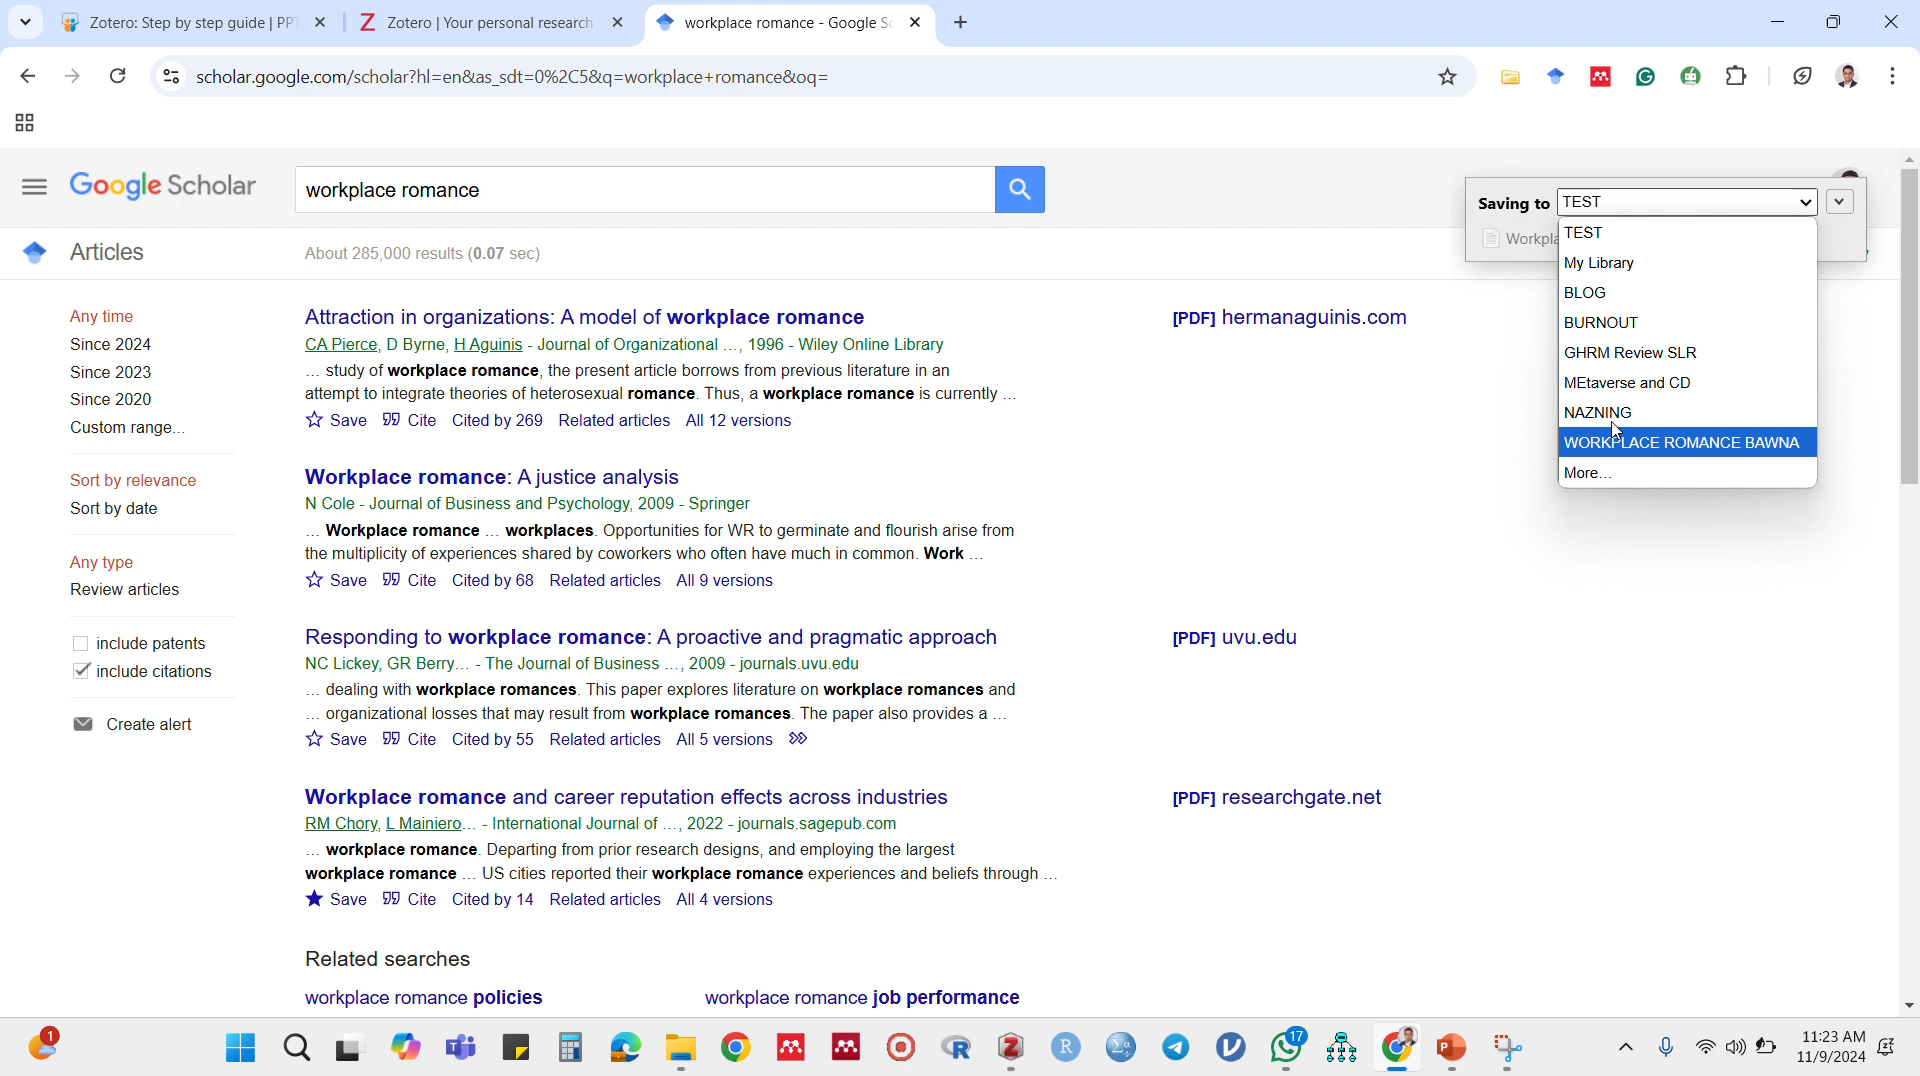 Zotero: Step by step guide | PPT
Zotero | Your personal research
workplace romance - Google Sc
scholar.google.com/scholar?hl=en&as_sdt=0%2C5&q=workplace+romance&oq=
Google Scholar
workplace romance
Saving to TEST
Workpla
TEST
My Library
BLOG
BURNOUT
GHRM Review SLR
MEtaverse and CD
NAZNING
WORKPLACE ROMANCE BAWNA
More...
Articles
About 285,000 results (0.07 sec)
Any time
Since 2024
Since 2023
Since 2020
Custom range...
Sort by relevance
Sort by date
Any type
Review articles
include patents
include citations
Create alert
Attraction in organizations: A model of workplace romance
CA Pierce, D Byrne, H Aguinis - Journal of Organizational ..., 1996 - Wiley Online Library
... study of workplace romance, the present article borrows from previous literature in an
attempt to integrate theories of heterosexual romance. Thus, a workplace romance is currently ...
Save Cite Cited by 269 Related articles All 12 versions
[PDF] hermanaguinis.com
Workplace romance: A justice analysis
N Cole - Journal of Business and Psychology, 2009 - Springer
... Workplace romance ... workplaces. Opportunities for WR to germinate and flourish arise from
the multiplicity of experiences shared by coworkers who often have much in common. Work ...
Save Cite Cited by 68 Related articles All 9 versions
Responding to workplace romance: A proactive and pragmatic approach
NC Lickey, GR Berry... - The Journal of Business ..., 2009 - journals.uvu.edu
... dealing with workplace romances. This paper explores literature on workplace romances and
... organizational losses that may result from workplace romances. The paper also provides a ...
Save Cite Cited by 55 Related articles All 5 versions
[PDF] uvu.edu
Workplace romance and career reputation effects across industries
RM Chory, L Mainiero... - International Journal of ..., 2022 - journals.sagepub.com
... workplace romance. Departing from prior research designs, and employing the largest
workplace romance ... US cities reported their workplace romance experiences and beliefs through ...
Save Cite Cited by 14 Related articles All 4 versions
[PDF] researchgate.net
Related searches
workplace romance policies
workplace romance job performance
1
17
11:23 AM
11/9/2024